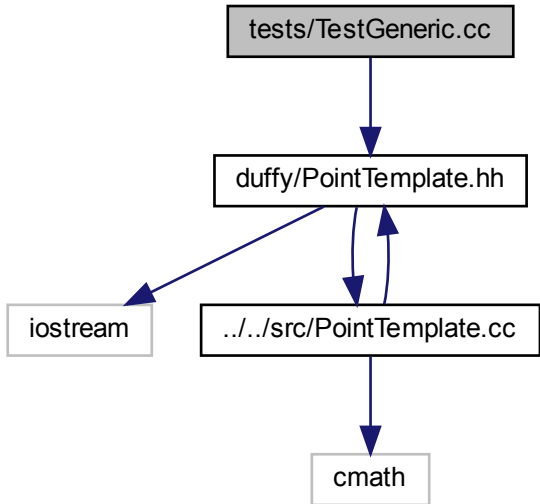 tests/TestGeneric.cc
duffy/PointTemplate.hh
iostream
../../src/PointTemplate.cc
cmath